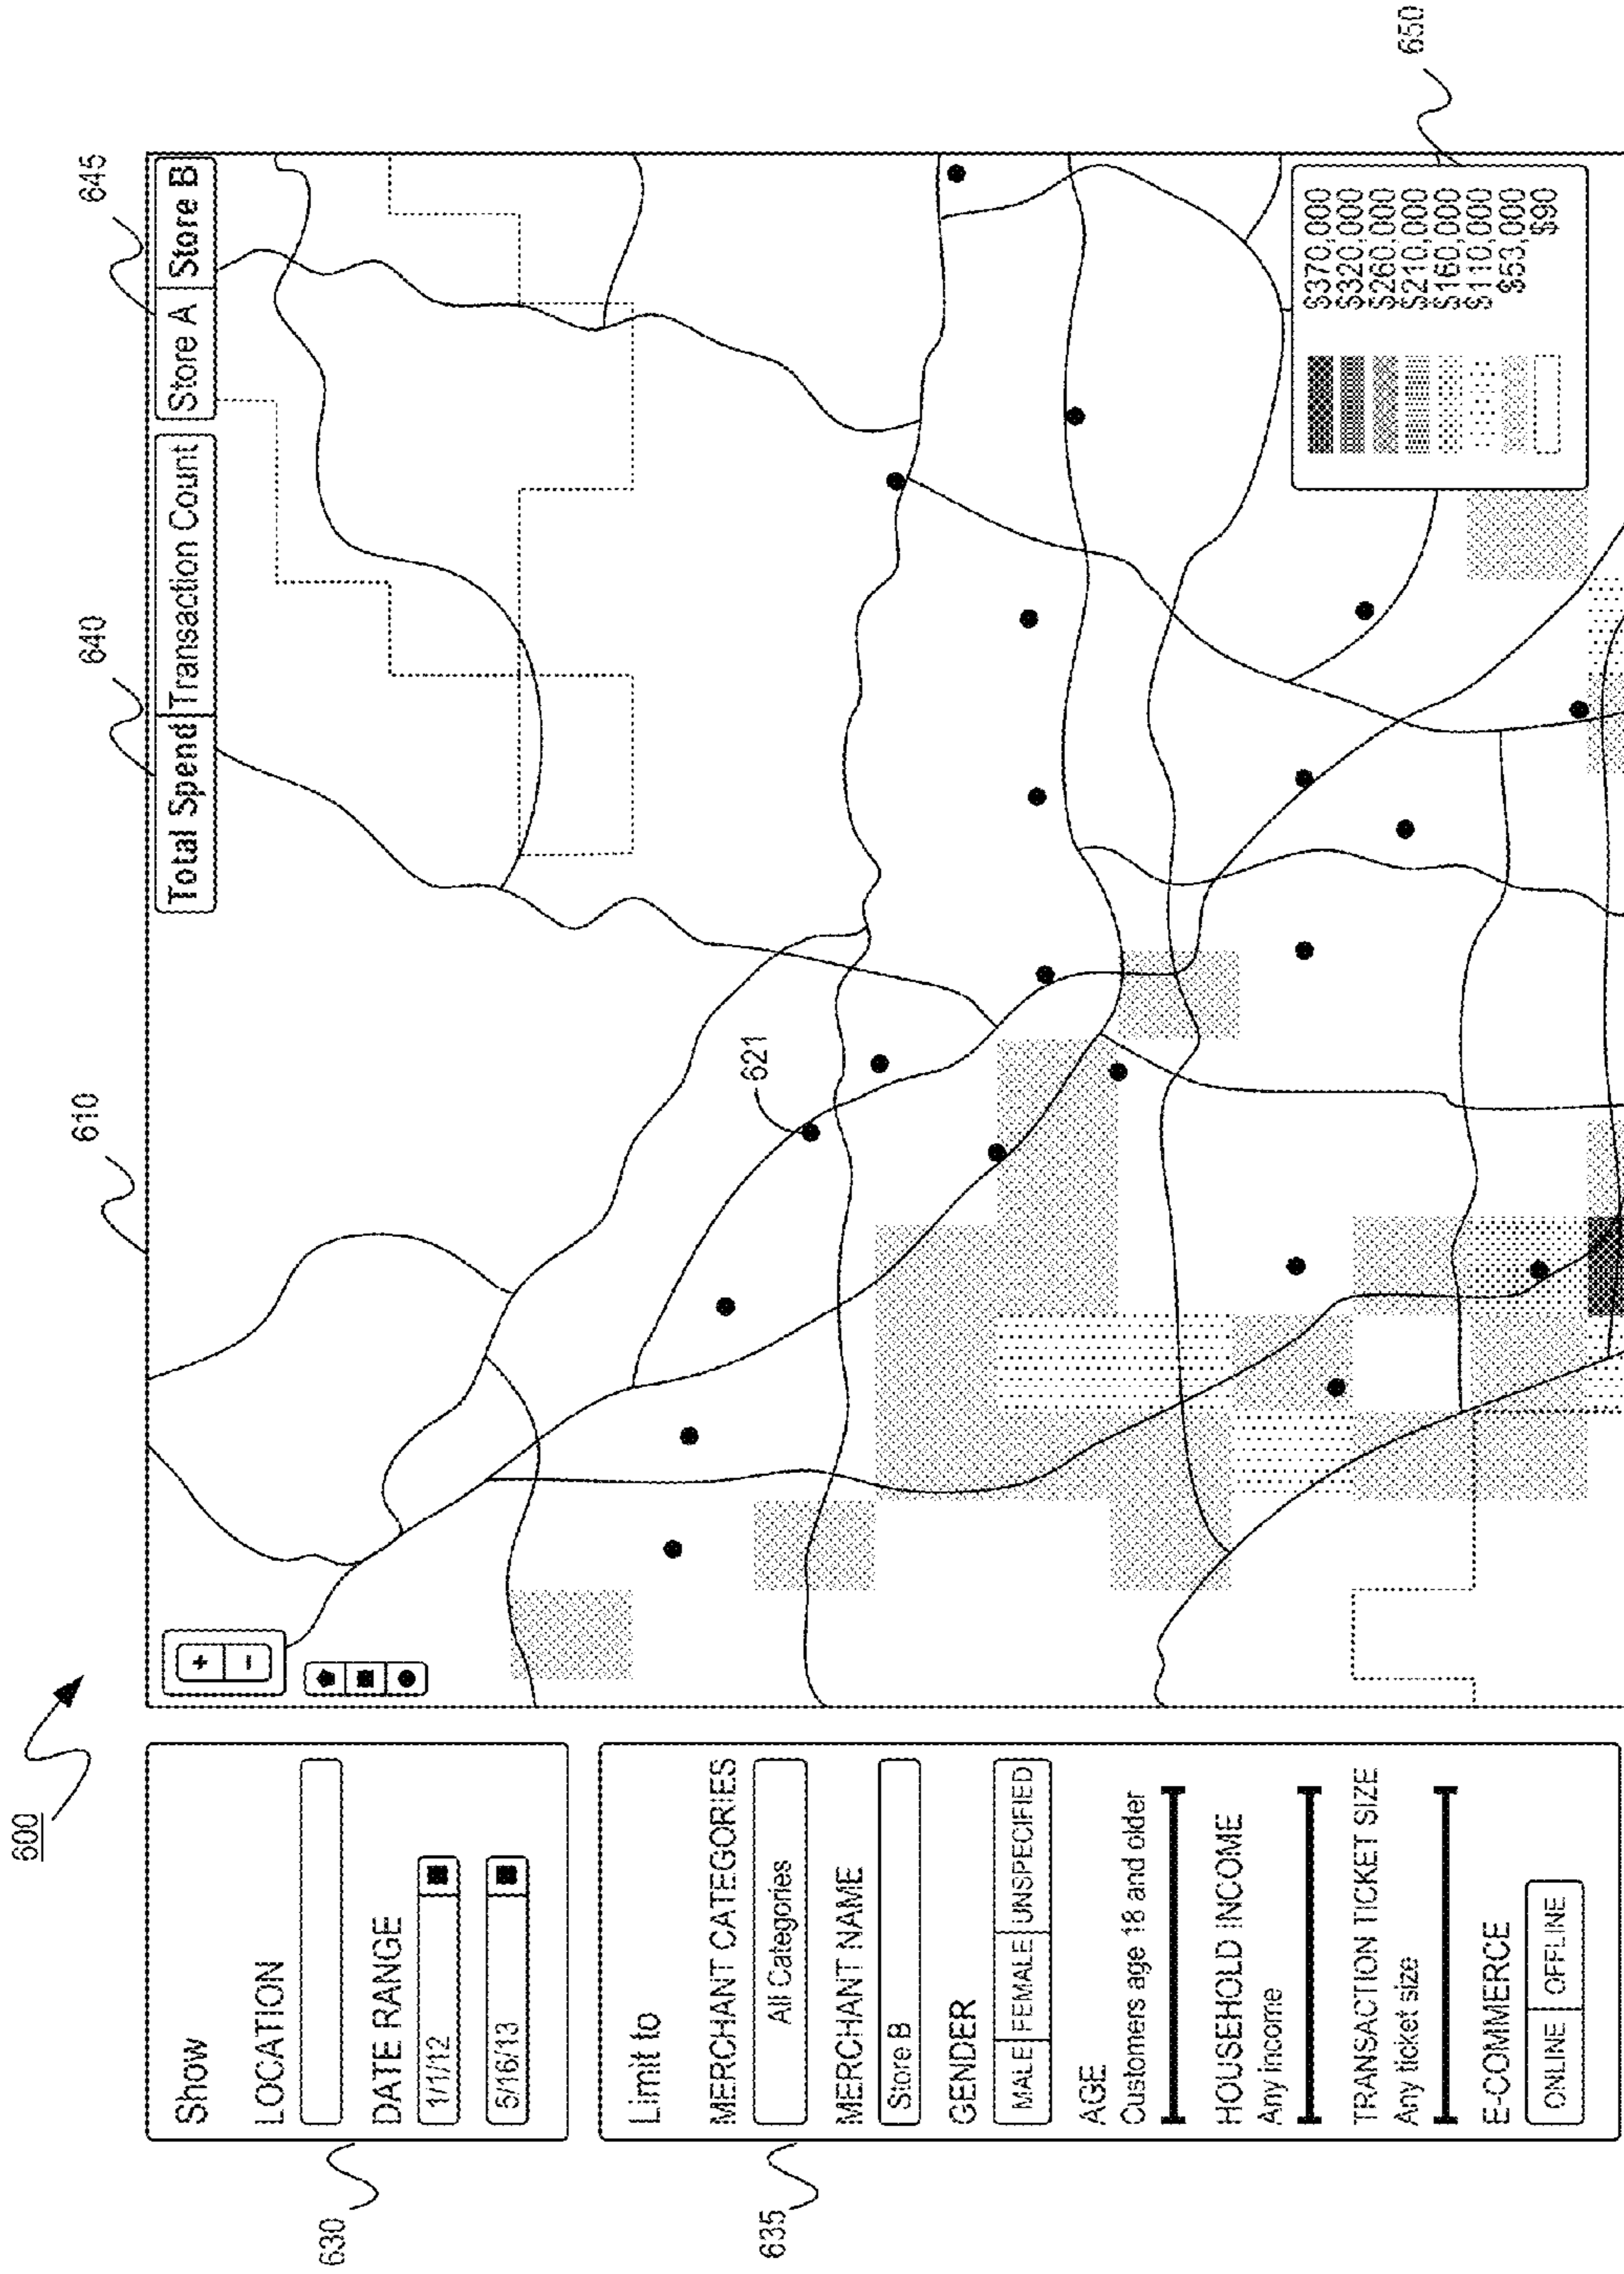 600
610
640
645
Total Spend
Transaction Count
Store A
Store B
+
-
621
650
$370,000
$320,000
$260,000
$210,000
$160,000
$110,000
$53,000
$90
630
Show
LOCATION
DATE RANGE
1/1/12
5/16/13
635
Limit to
MERCHANT CATEGORIES
All Categories
MERCHANT NAME
Store B
GENDER
MALE
FEMALE
UNSPECIFIED
AGE
Customers age 18 and older
HOUSEHOLD INCOME
Any income
TRANSACTION TICKET SIZE
Any ticket size
E-COMMERCE
ONLINE
OFFLINE